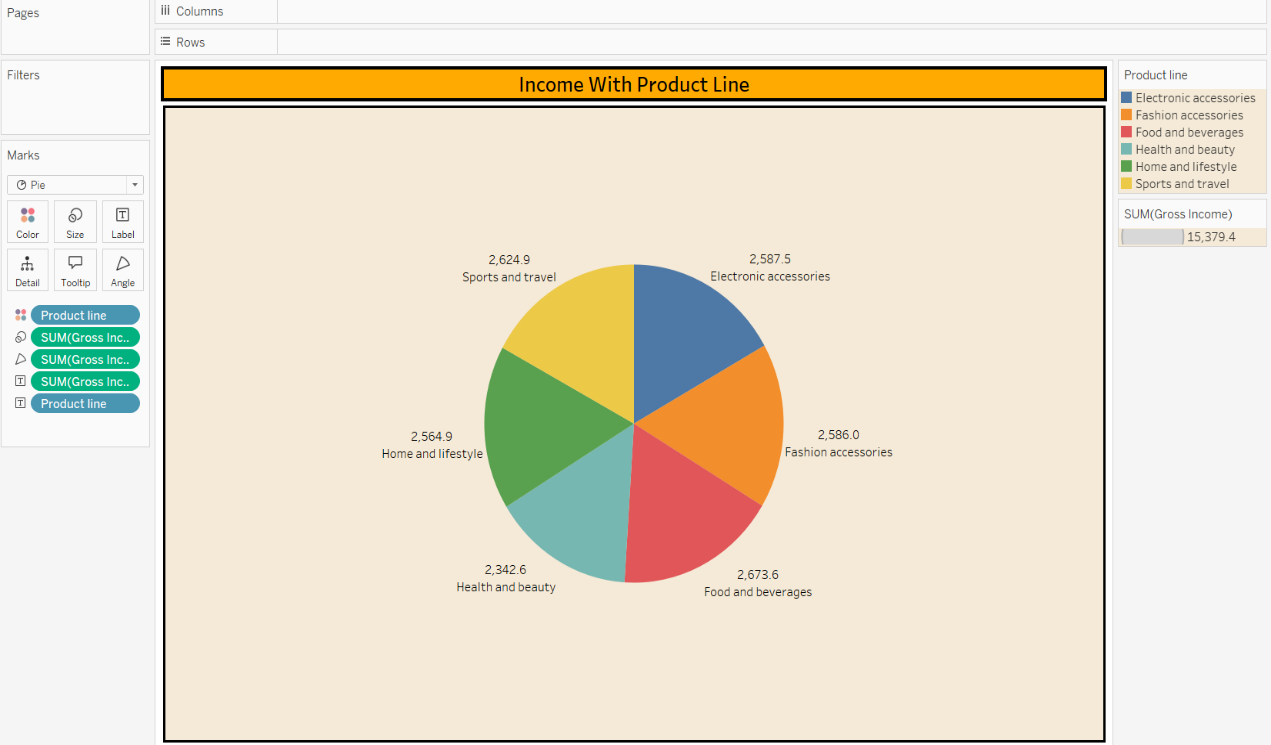 Pages
Columns
Rows
Filters
Marks
Pie
Color
Size
Label
Detail
Tooltip
Angle
Product line
SUM(Gross Inc..
SUM(Gross Inc..
SUM(Gross Inc..
Product line
Income With Product Line
2,624.9
Sports and travel
2,587.5
Electronic accessories
2,564.9
Home and lifestyle
2,586.0
Fashion accessories
2,342.6
Health and beauty
2,673.6
Food and beverages
Product line
Electronic accessories
Fashion accessories
Food and beverages
Health and beauty
Home and lifestyle
Sports and travel
SUM(Gross Income)
15,379.4